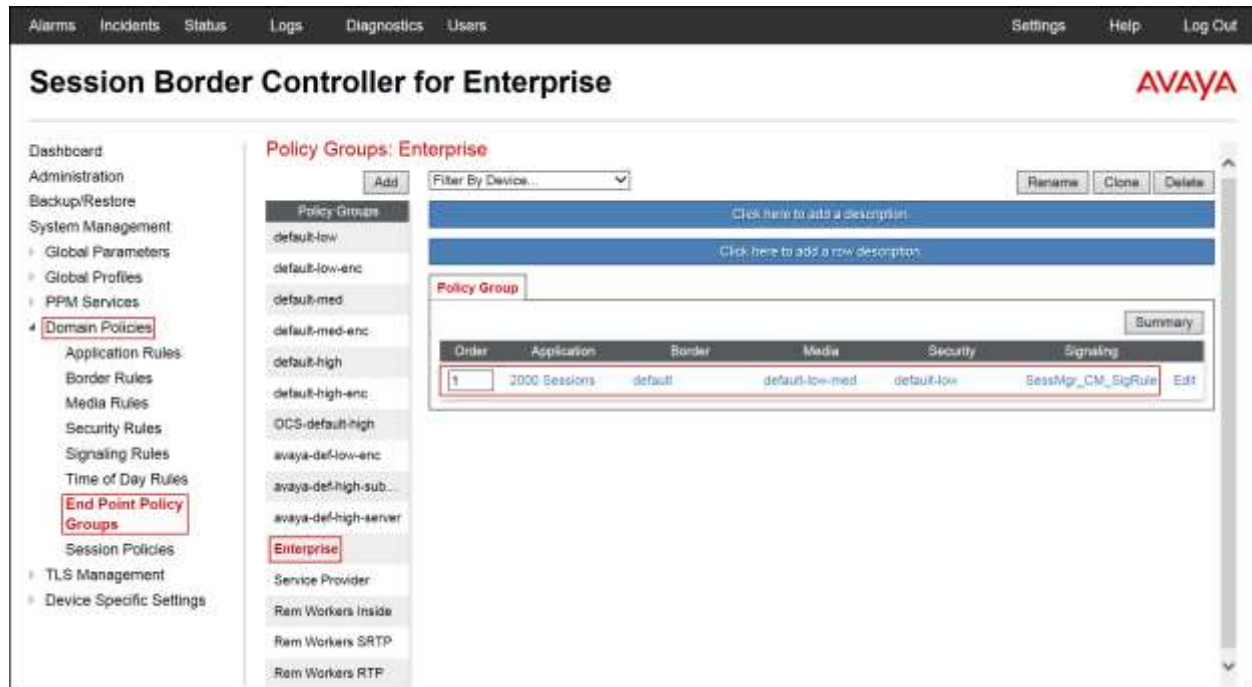 Alarms Incidents Status Logs Diagnostics Users Settings Help Log Out
Session Border Controller for Enterprise
AVAYA
Dashboard
Administration
Backup/Restore
System Management
Global Parameters
Global Profiles
PPM Services
Domain Policies
Application Rules
Border Rules
Media Rules
Security Rules
Signaling Rules
Time of Day Rules
End Point Policy
Groups
Session Policies
TLS Management
Device Specific Settings
Policy Groups: Enterprise
Add
Filter By Device...
Rename Clone Delete
Policy Groups
default-low
default-low-enc
default-med
default-med-enc
default-high
default-high-enc
OCS-default-high
avaya-def-low-enc
avaya-def-high-sub...
avaya-def-high-server
Enterprise
Service Provider
Rem Workers Inside
Rem Workers SRTP
Rem Workers RTP
Click here to add a description.
Click here to add a row description.
Policy Group
Summary
Order Application Border Media Security Signaling
1 2000 Sessions default default-low-med default-low SessMgr_CM_SigRule Edit